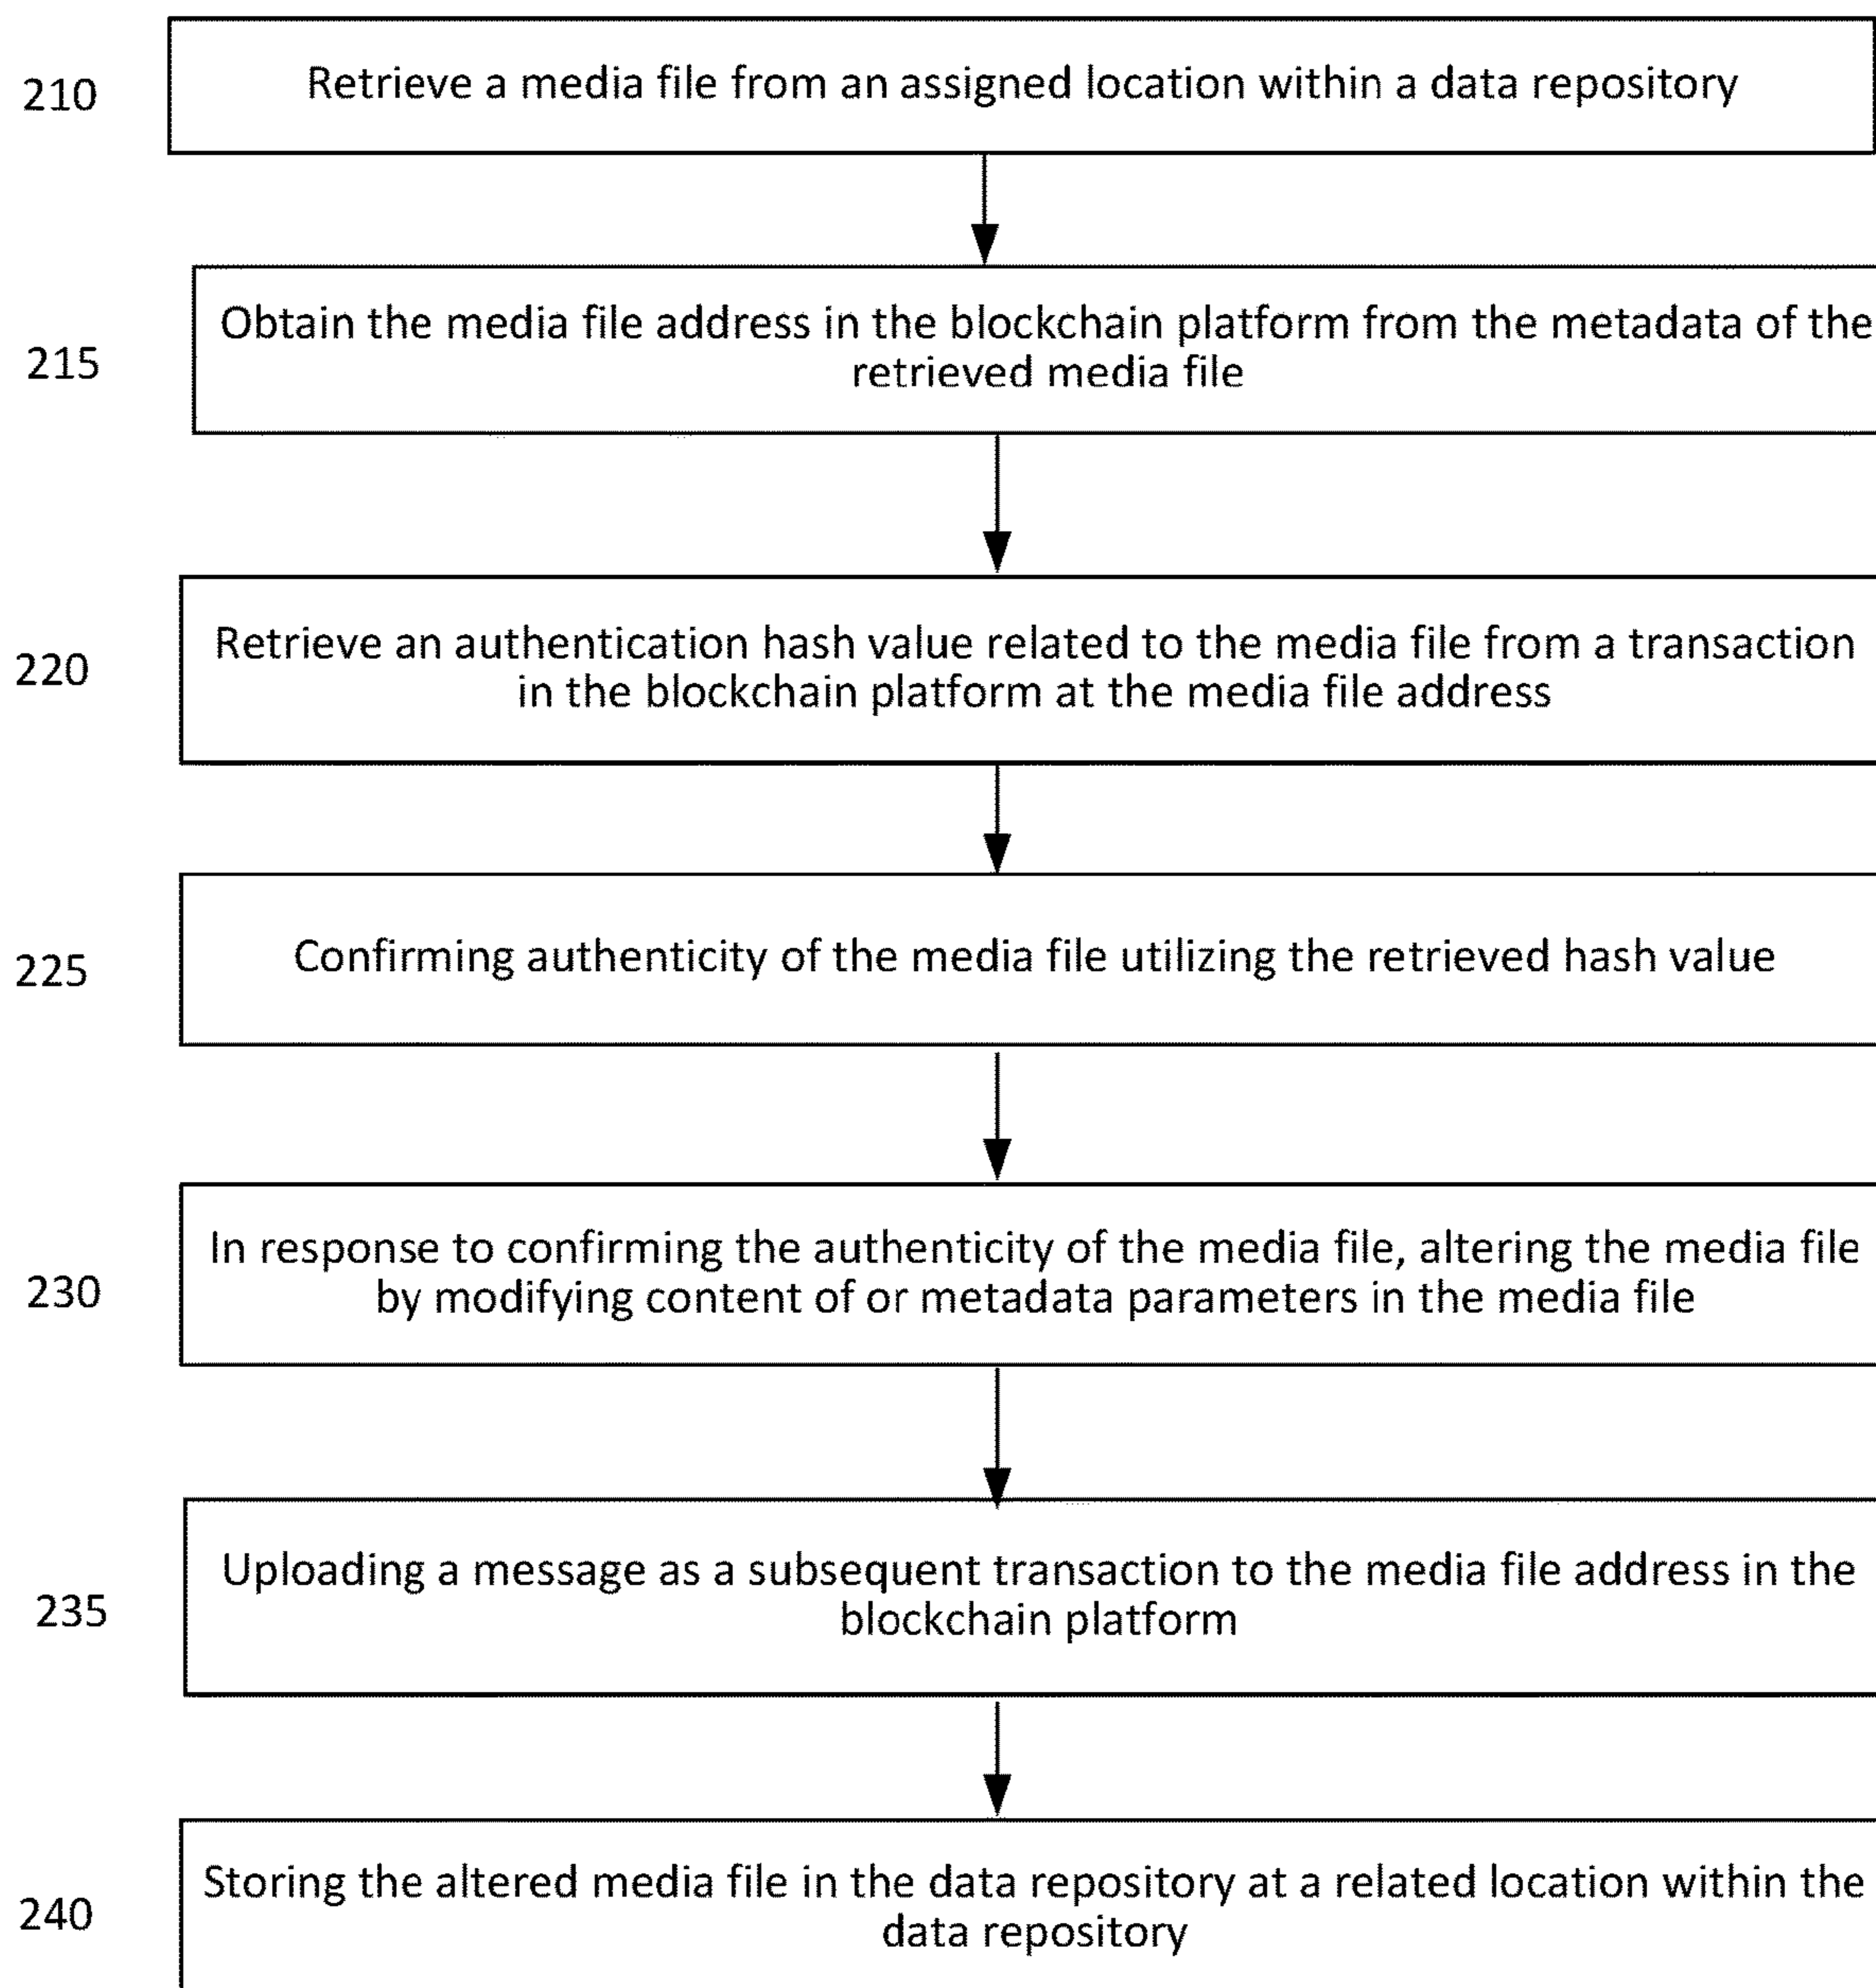 210
Retrieve a media file from an assigned location within a data repository
215
Obtain the media file address in the blockchain platform from the metadata of the
retrieved media file
220
Retrieve an authentication hash value related to the media file from a transaction
in the blockchain platform at the media file address
225
Confirming authenticity of the media file utilizing the retrieved hash value
230
In response to confirming the authenticity of the media file, altering the media file
by modifying content of or metadata parameters in the media file
235
Uploading a message as a subsequent transaction to the media file address in the
blockchain platform
240
Storing the altered media file in the data repository at a related location within the
data repository